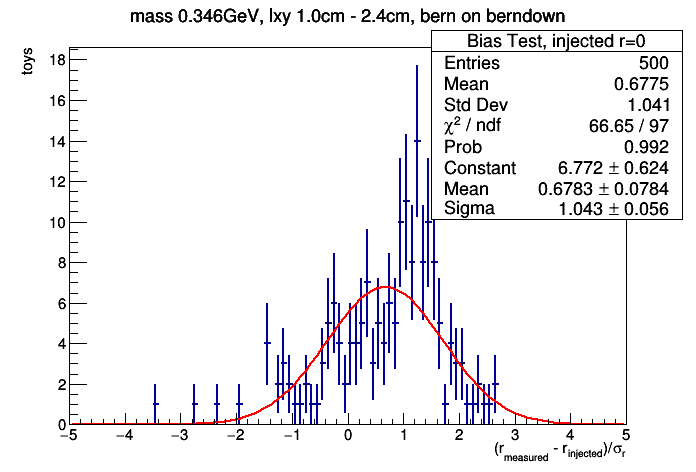 mass 0.346GeV, lxy 1.0cm - 2.4cm, bern on berndown
toys
Bias Test, injected r=0
Entries 500
Mean 0.6775
Std Dev 1.041
χ² / ndf 66.65 / 97
Prob 0.992
Constant 6.772 ± 0.624
Mean 0.6783 ± 0.0784
Sigma 1.043 ± 0.056
18
16
14
12
10
8
6
4
2
0
−5 −4 −3 −2 −1 0 1 2 3 4 5
(r_measured - r_injected)/σ_r